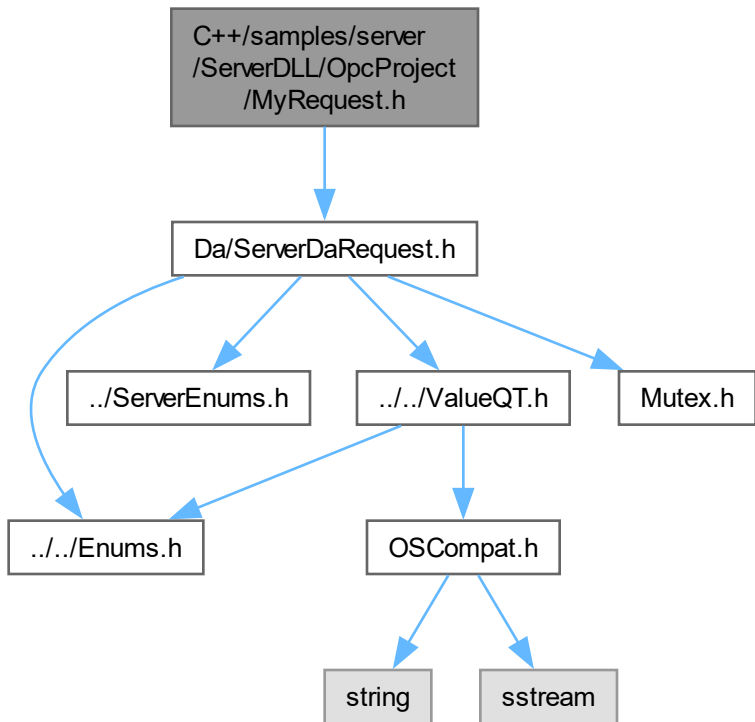 C++/samples/server
/ServerDLL/OpcProject
/MyRequest.h
Da/ServerDaRequest.h
../ServerEnums.h
../../ValueQT.h
Mutex.h
../../Enums.h
OSCompat.h
string
sstream